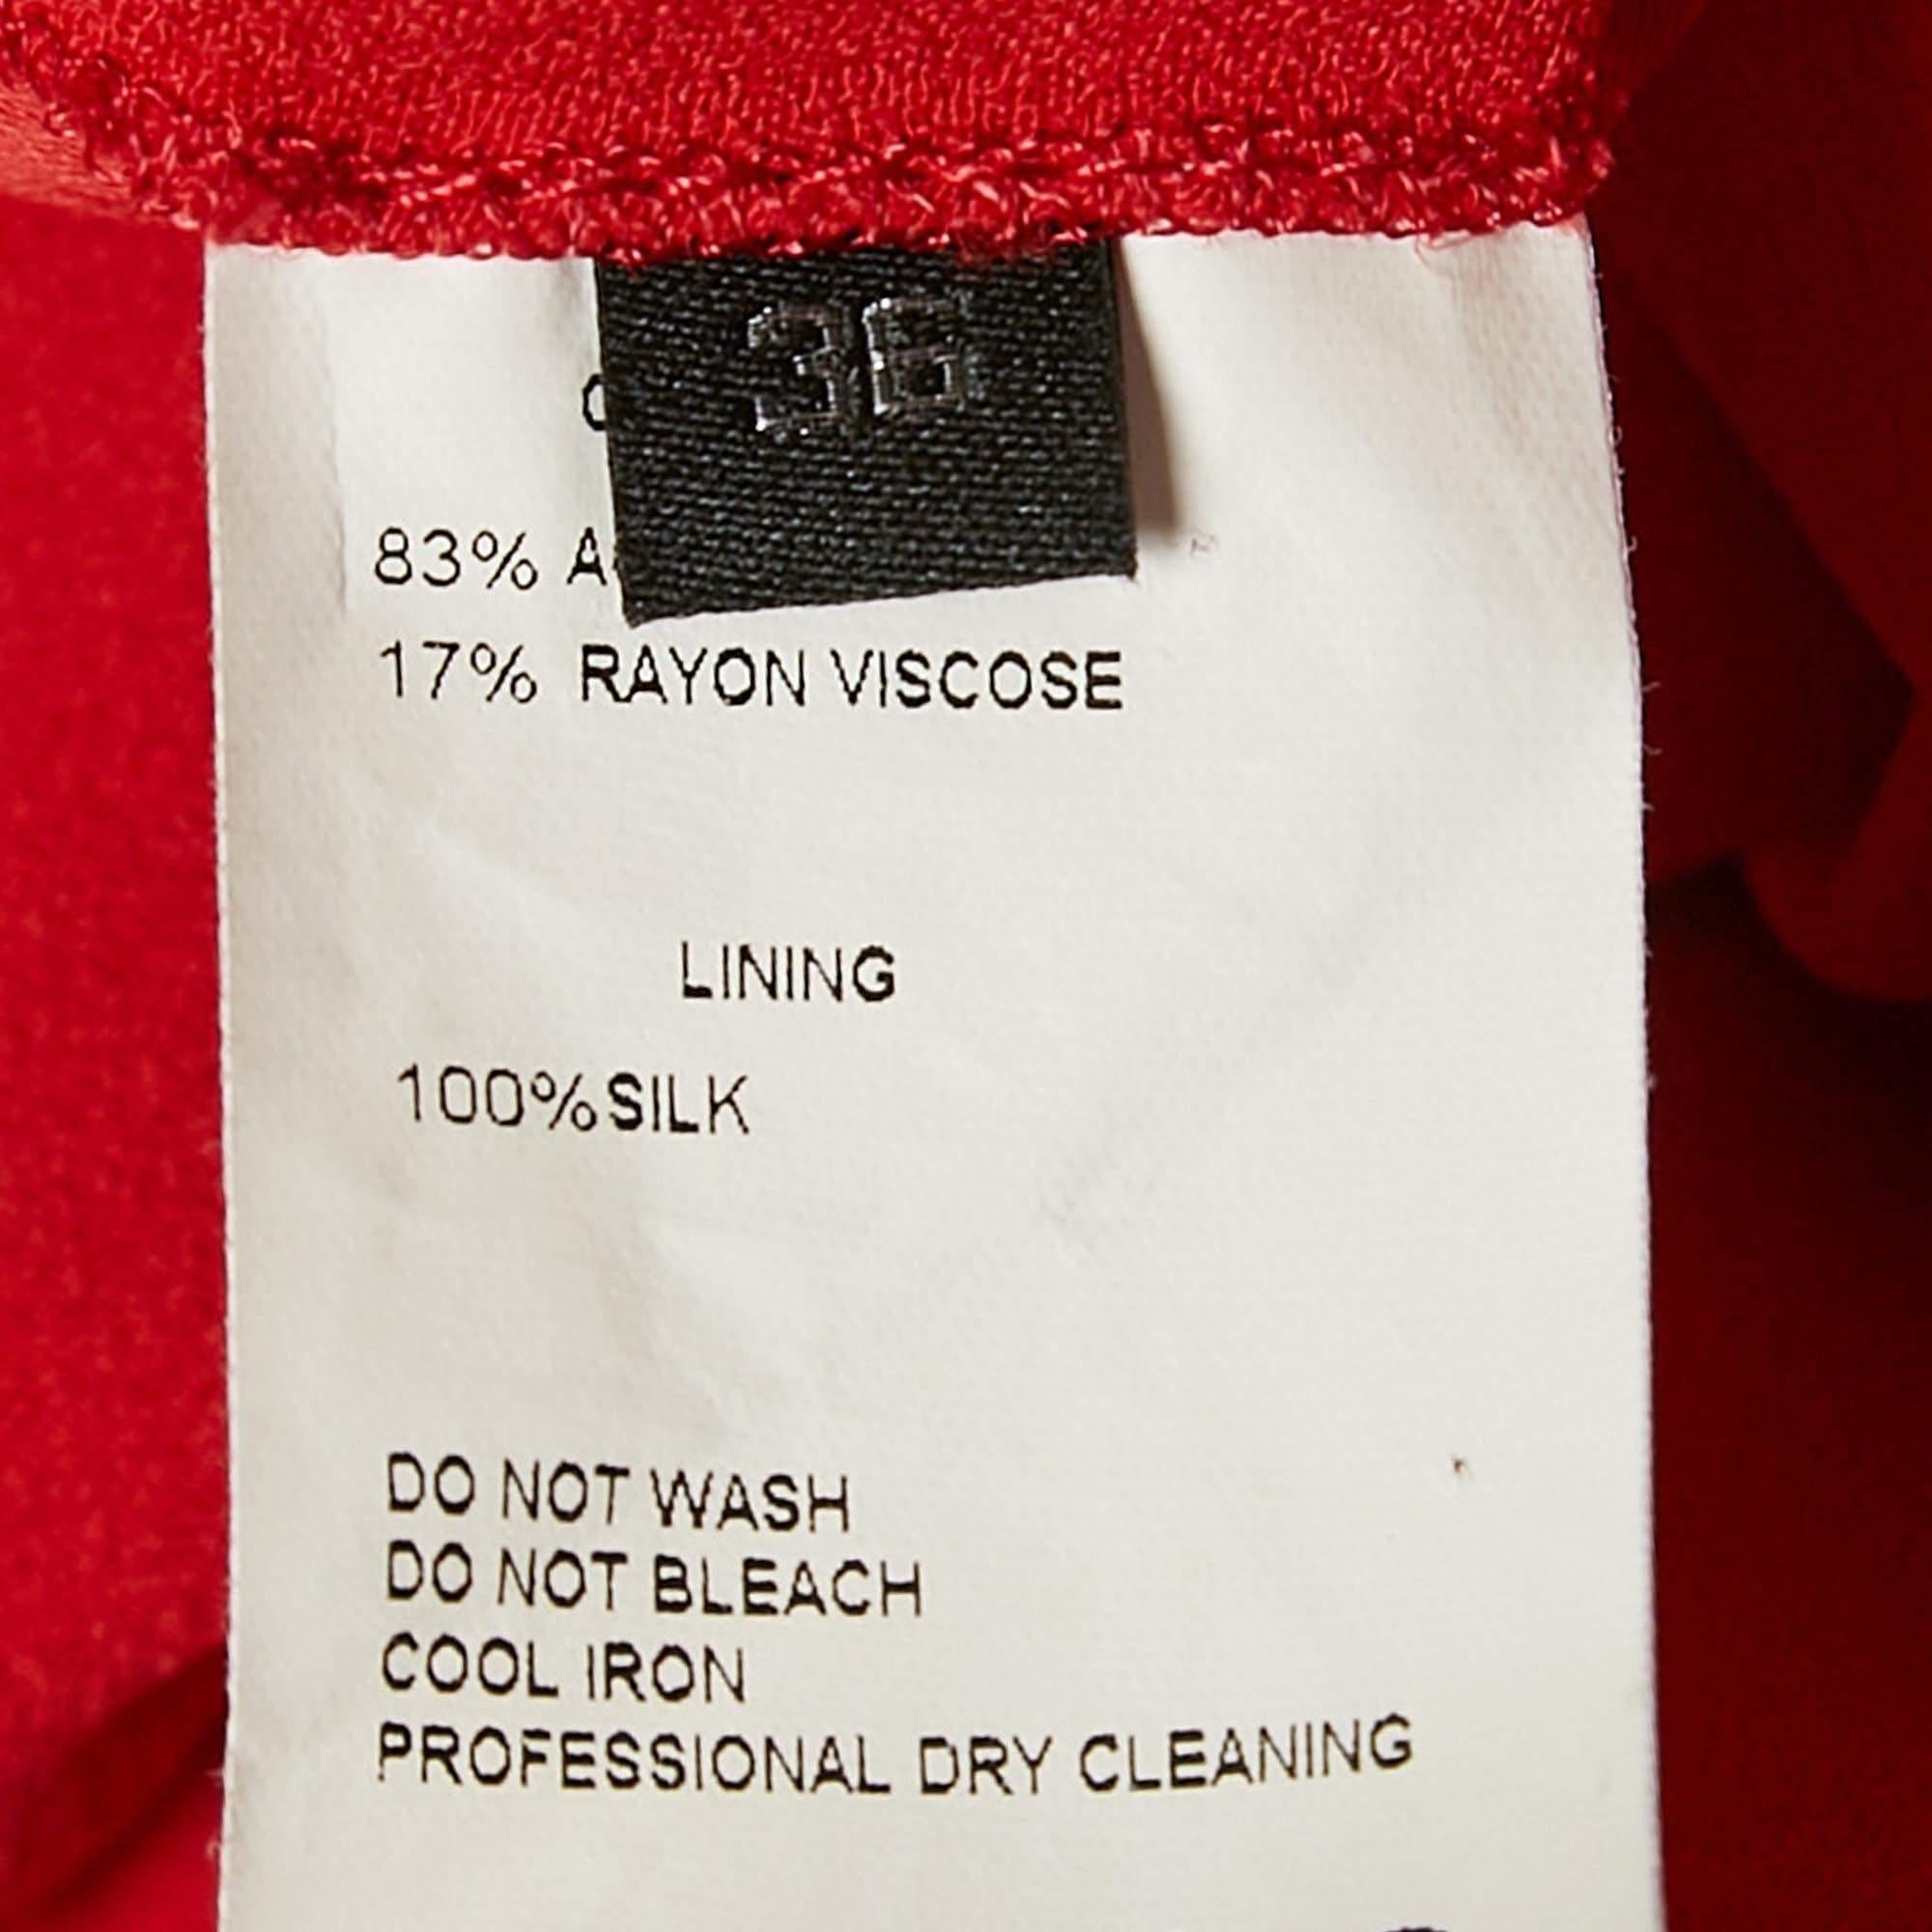 36
83%
17% RAYON VISCOSE
LINING
100%SILK
DO NOT WASH
DO NOT BLEACH
COOL IRON
PROFESSIONAL DRY CLEANING